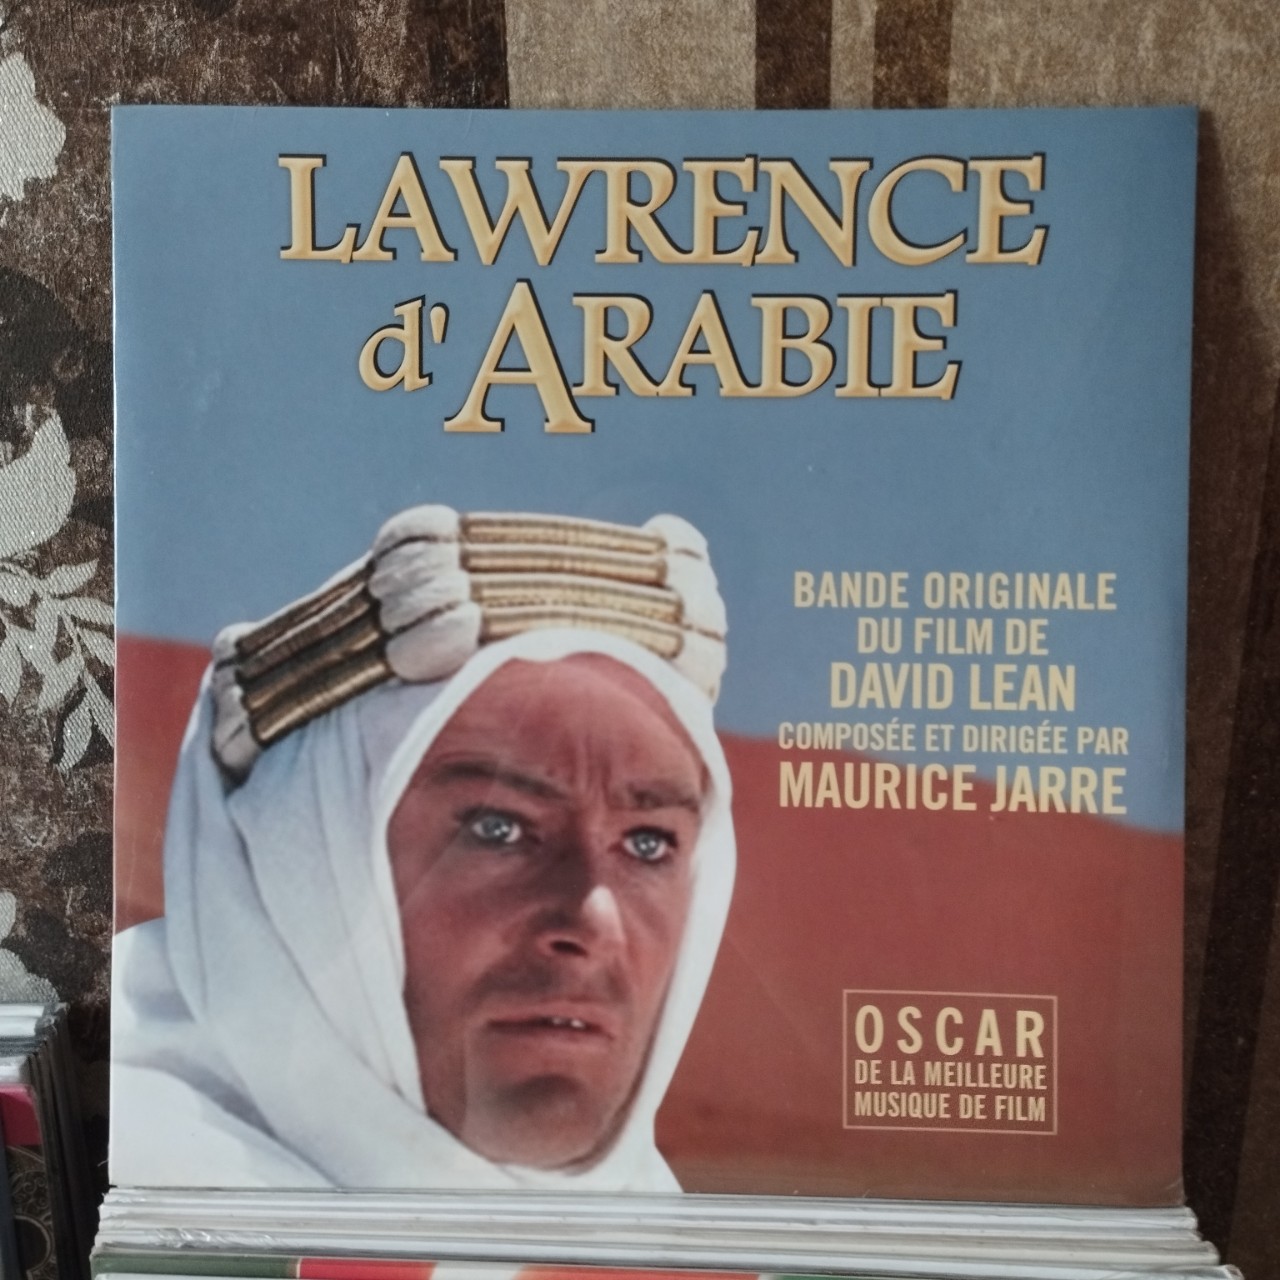 LAWRENCE
d'ARABIE
BANDE ORIGINALE
DU FILM DE
DAVID LEAN
COMPOSÉE ET DIRIGÉE PAR
MAURICE JARRE
OSCAR
DE LA MEILLEURE
MUSIQUE DE FILM